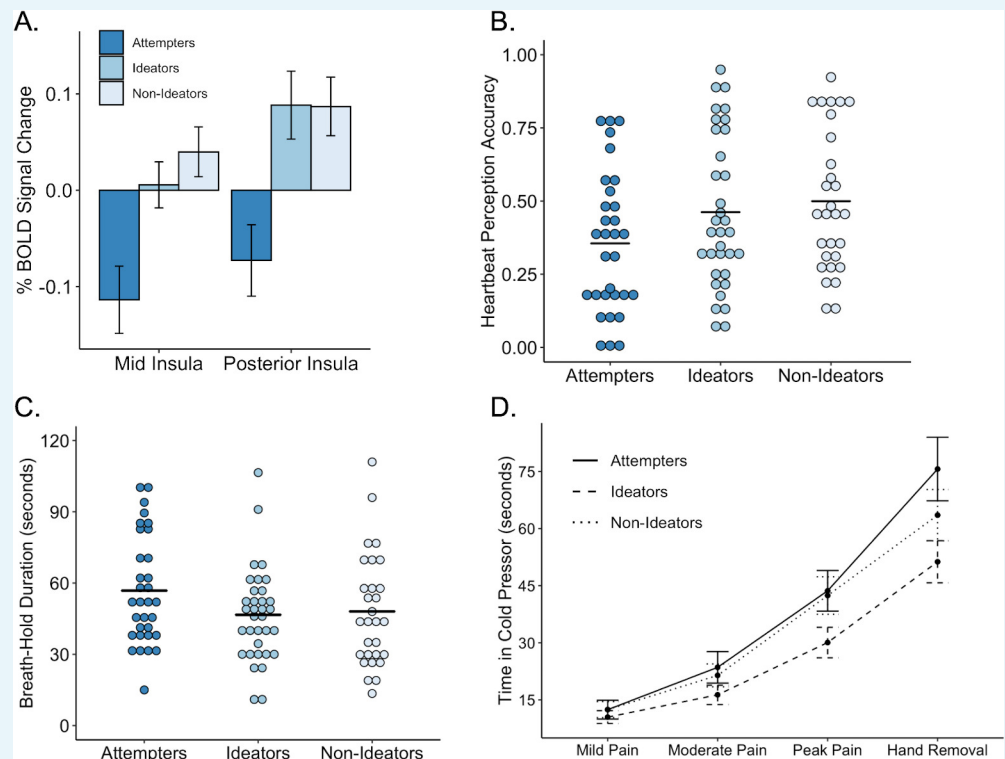 A.
Attempters
Ideators
Non-Ideators
% BOLD Signal Change
0.1
0.0
-0.1
Mid Insula
Posterior Insula
B.
Heartbeat Perception Accuracy
1.00
0.75
0.50
0.25
0.00
Attempters
Ideators
Non-Ideators
C.
Breath-Hold Duration (seconds)
120
90
60
30
0
Attempters
Ideators
Non-Ideators
D.
Time in Cold Pressor (seconds)
Attempters
Ideators
Non-Ideators
75
60
45
30
15
Mild Pain
Moderate Pain
Peak Pain
Hand Removal